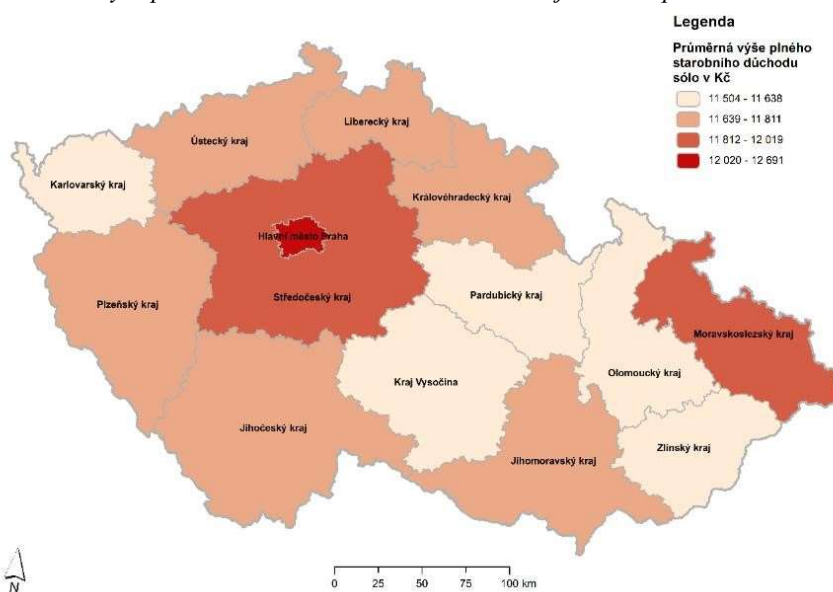 Legenda
Průměrná výše plného
starobního důchodu
sólo v Kč
11 504 - 11 638
11 639 - 11 811
11 812 - 12 019
12 020 - 12 691
Liberecký kraj
Ústecký kraj
Karlovarský kraj
Královéhradecký kraj
Hlavní město Praha
Středočeský kraj
Pardubický kraj
Plzeňský kraj
Moravskoslezský kraj
Olomoucký kraj
Kraj Vysočina
Jihočeský kraj
Zlínský kraj
Jihomoravský kraj
N
0 25 50 75 100 km